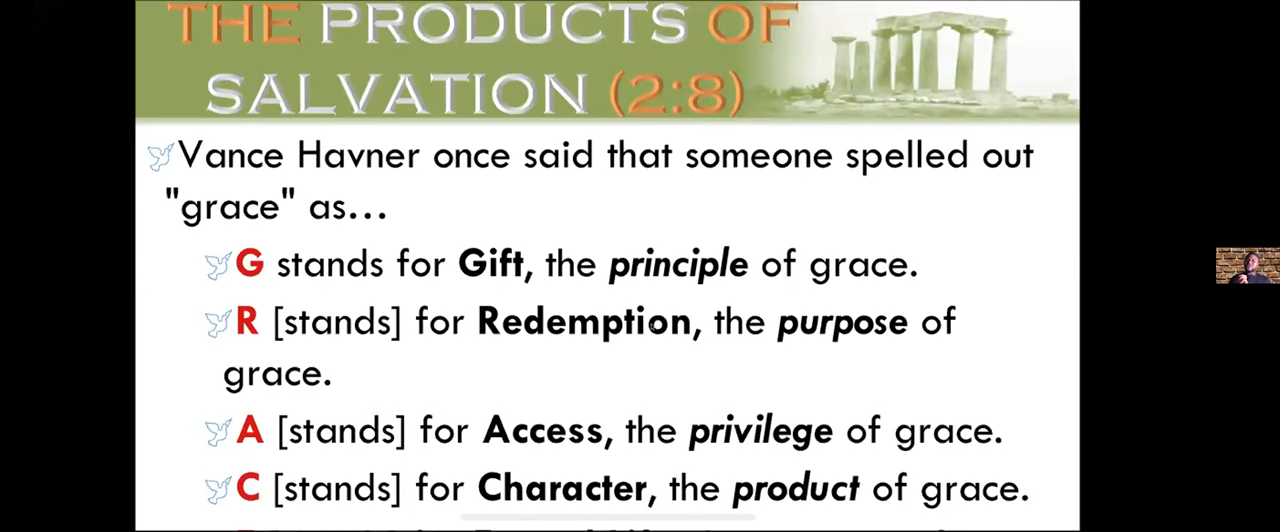 THE PRODUCTS OF
SALVATION (2:8)
Vance Havner once said that someone spelled out
"grace" as...
G stands for Gift, the principle of grace.
R [stands] for Redemption, the purpose of
grace.
A [stands] for Access, the privilege of grace.
C [stands] for Character, the product of grace.